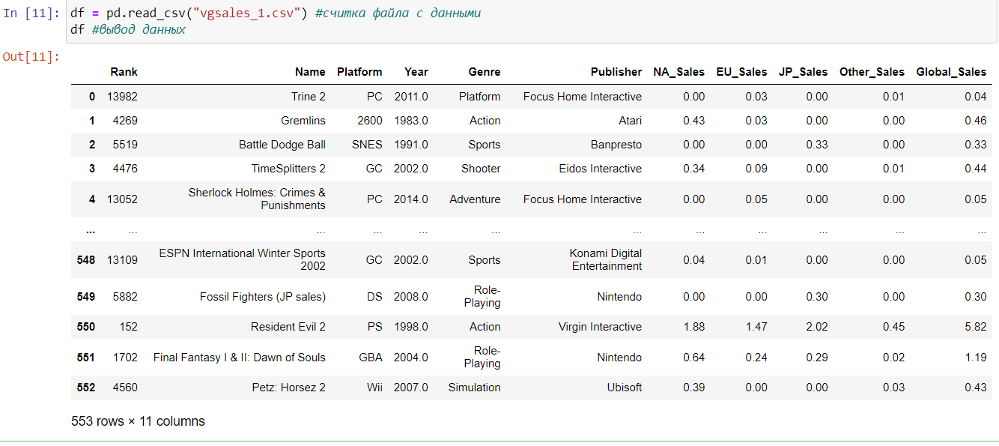 In [11]: df = pd.read_csv("vgsales_1.csv") #считка файла с данными
df #вывод данных
Out[11]:
Rank Name Platform Year Genre Publisher NA_Sales EU_Sales JP_Sales Other_Sales Global_Sales
0 13982 Trine 2 PC 2011.0 Platform Focus Home Interactive 0.00 0.03 0.00 0.01 0.04
1 4269 Gremlins 2600 1983.0 Action Atari 0.43 0.03 0.00 0.00 0.46
2 5519 Battle Dodge Ball SNES 1991.0 Sports Banpresto 0.00 0.00 0.33 0.00 0.33
3 4476 TimeSplitters 2 GC 2002.0 Shooter Eidos Interactive 0.34 0.09 0.00 0.01 0.44
4 13052 Sherlock Holmes: Crimes &
Punishments PC 2014.0 Adventure Focus Home Interactive 0.00 0.05 0.00 0.00 0.05
... ... ... ... ... ... ... ... ... ... ... ...
548 13109 ESPN International Winter Sports
2002 GC 2002.0 Sports Konami Digital
Entertainment 0.04 0.01 0.00 0.00 0.05
549 5882 Fossil Fighters (JP sales) DS 2008.0 Role-
Playing Nintendo 0.00 0.00 0.30 0.00 0.30
550 152 Resident Evil 2 PS 1998.0 Action Virgin Interactive 1.88 1.47 2.02 0.45 5.82
551 1702 Final Fantasy I & II: Dawn of Souls GBA 2004.0 Role-
Playing Nintendo 0.64 0.24 0.29 0.02 1.19
552 4560 Petz: Horsez 2 Wii 2007.0 Simulation Ubisoft 0.39 0.00 0.00 0.03 0.43
553 rows × 11 columns